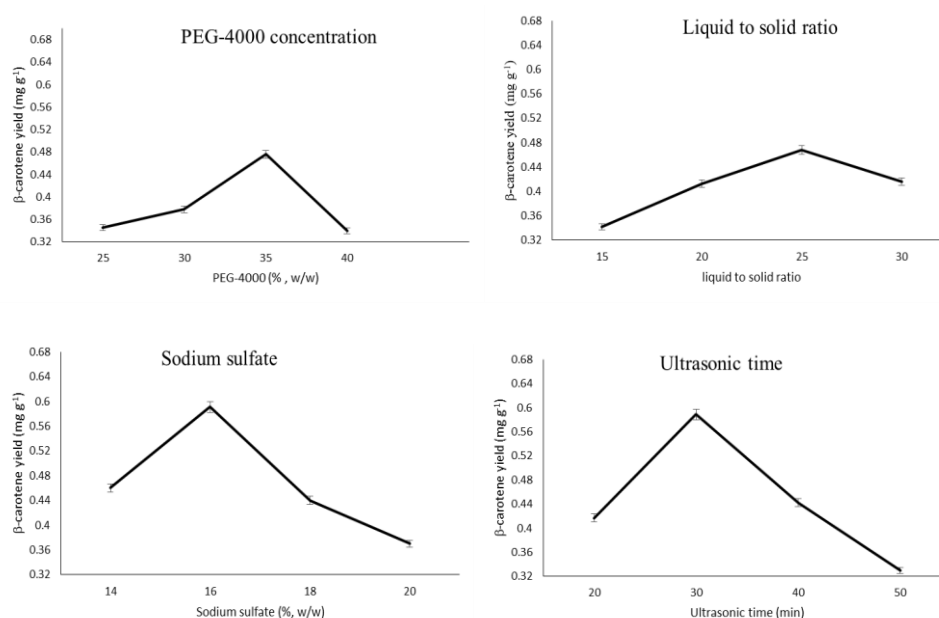 PEG-4000 concentration
β-carotene yield (mg g⁻¹)
0.68
0.64
0.6
0.56
0.52
0.48
0.44
0.4
0.36
0.32
25 30 35 40
PEG-4000 (% , w/w)
Liquid to solid ratio
β-carotene yield (mg g⁻¹)
0.68
0.64
0.6
0.56
0.52
0.48
0.44
0.4
0.36
0.32
15 20 25 30
liquid to solid ratio
Sodium sulfate
β-carotene yield (mg g⁻¹)
0.68
0.64
0.6
0.56
0.52
0.48
0.44
0.4
0.36
0.32
14 16 18 20
Sodium sulfate (%, w/w)
Ultrasonic time
β-carotene yield (mg g⁻¹)
0.68
0.64
0.6
0.56
0.52
0.48
0.44
0.4
0.36
0.32
20 30 40 50
Ultrasonic time (min)